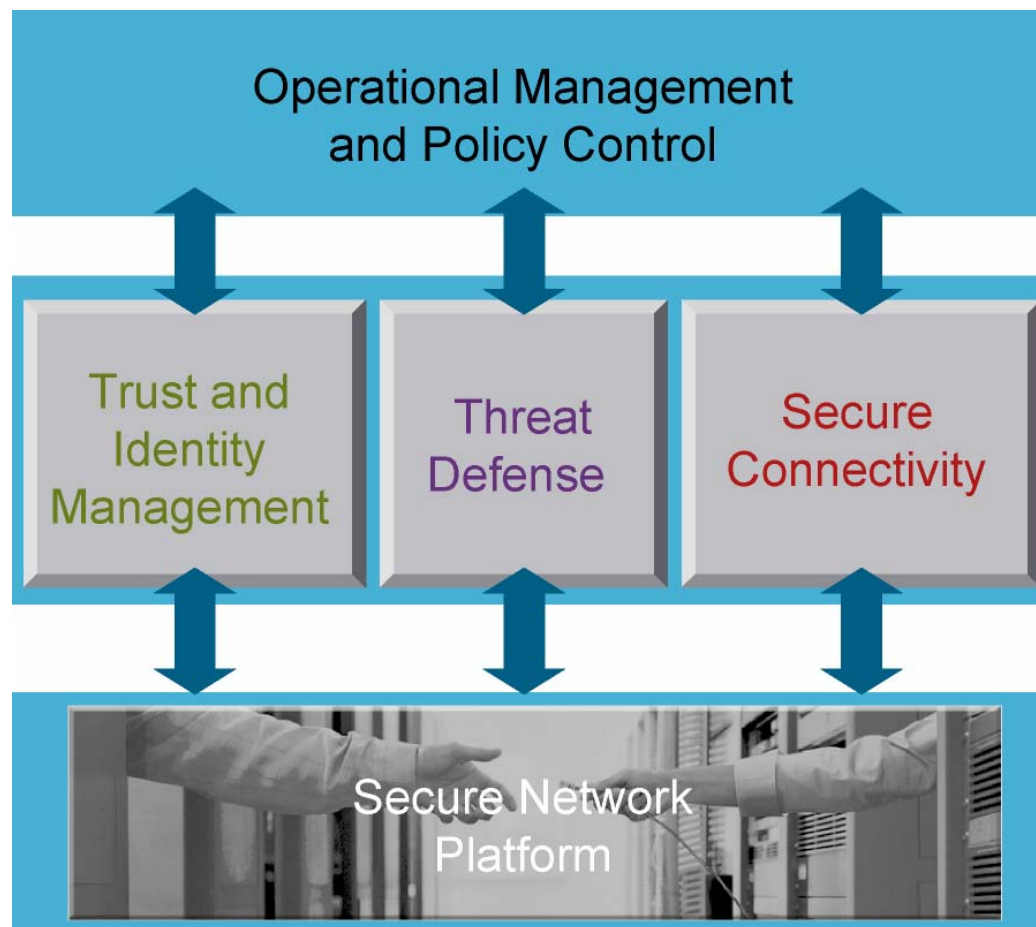 Operational Management
and Policy Control
Trust and
Identity
Management
Threat
Defense
Secure
Connectivity
Secure Network
Platform